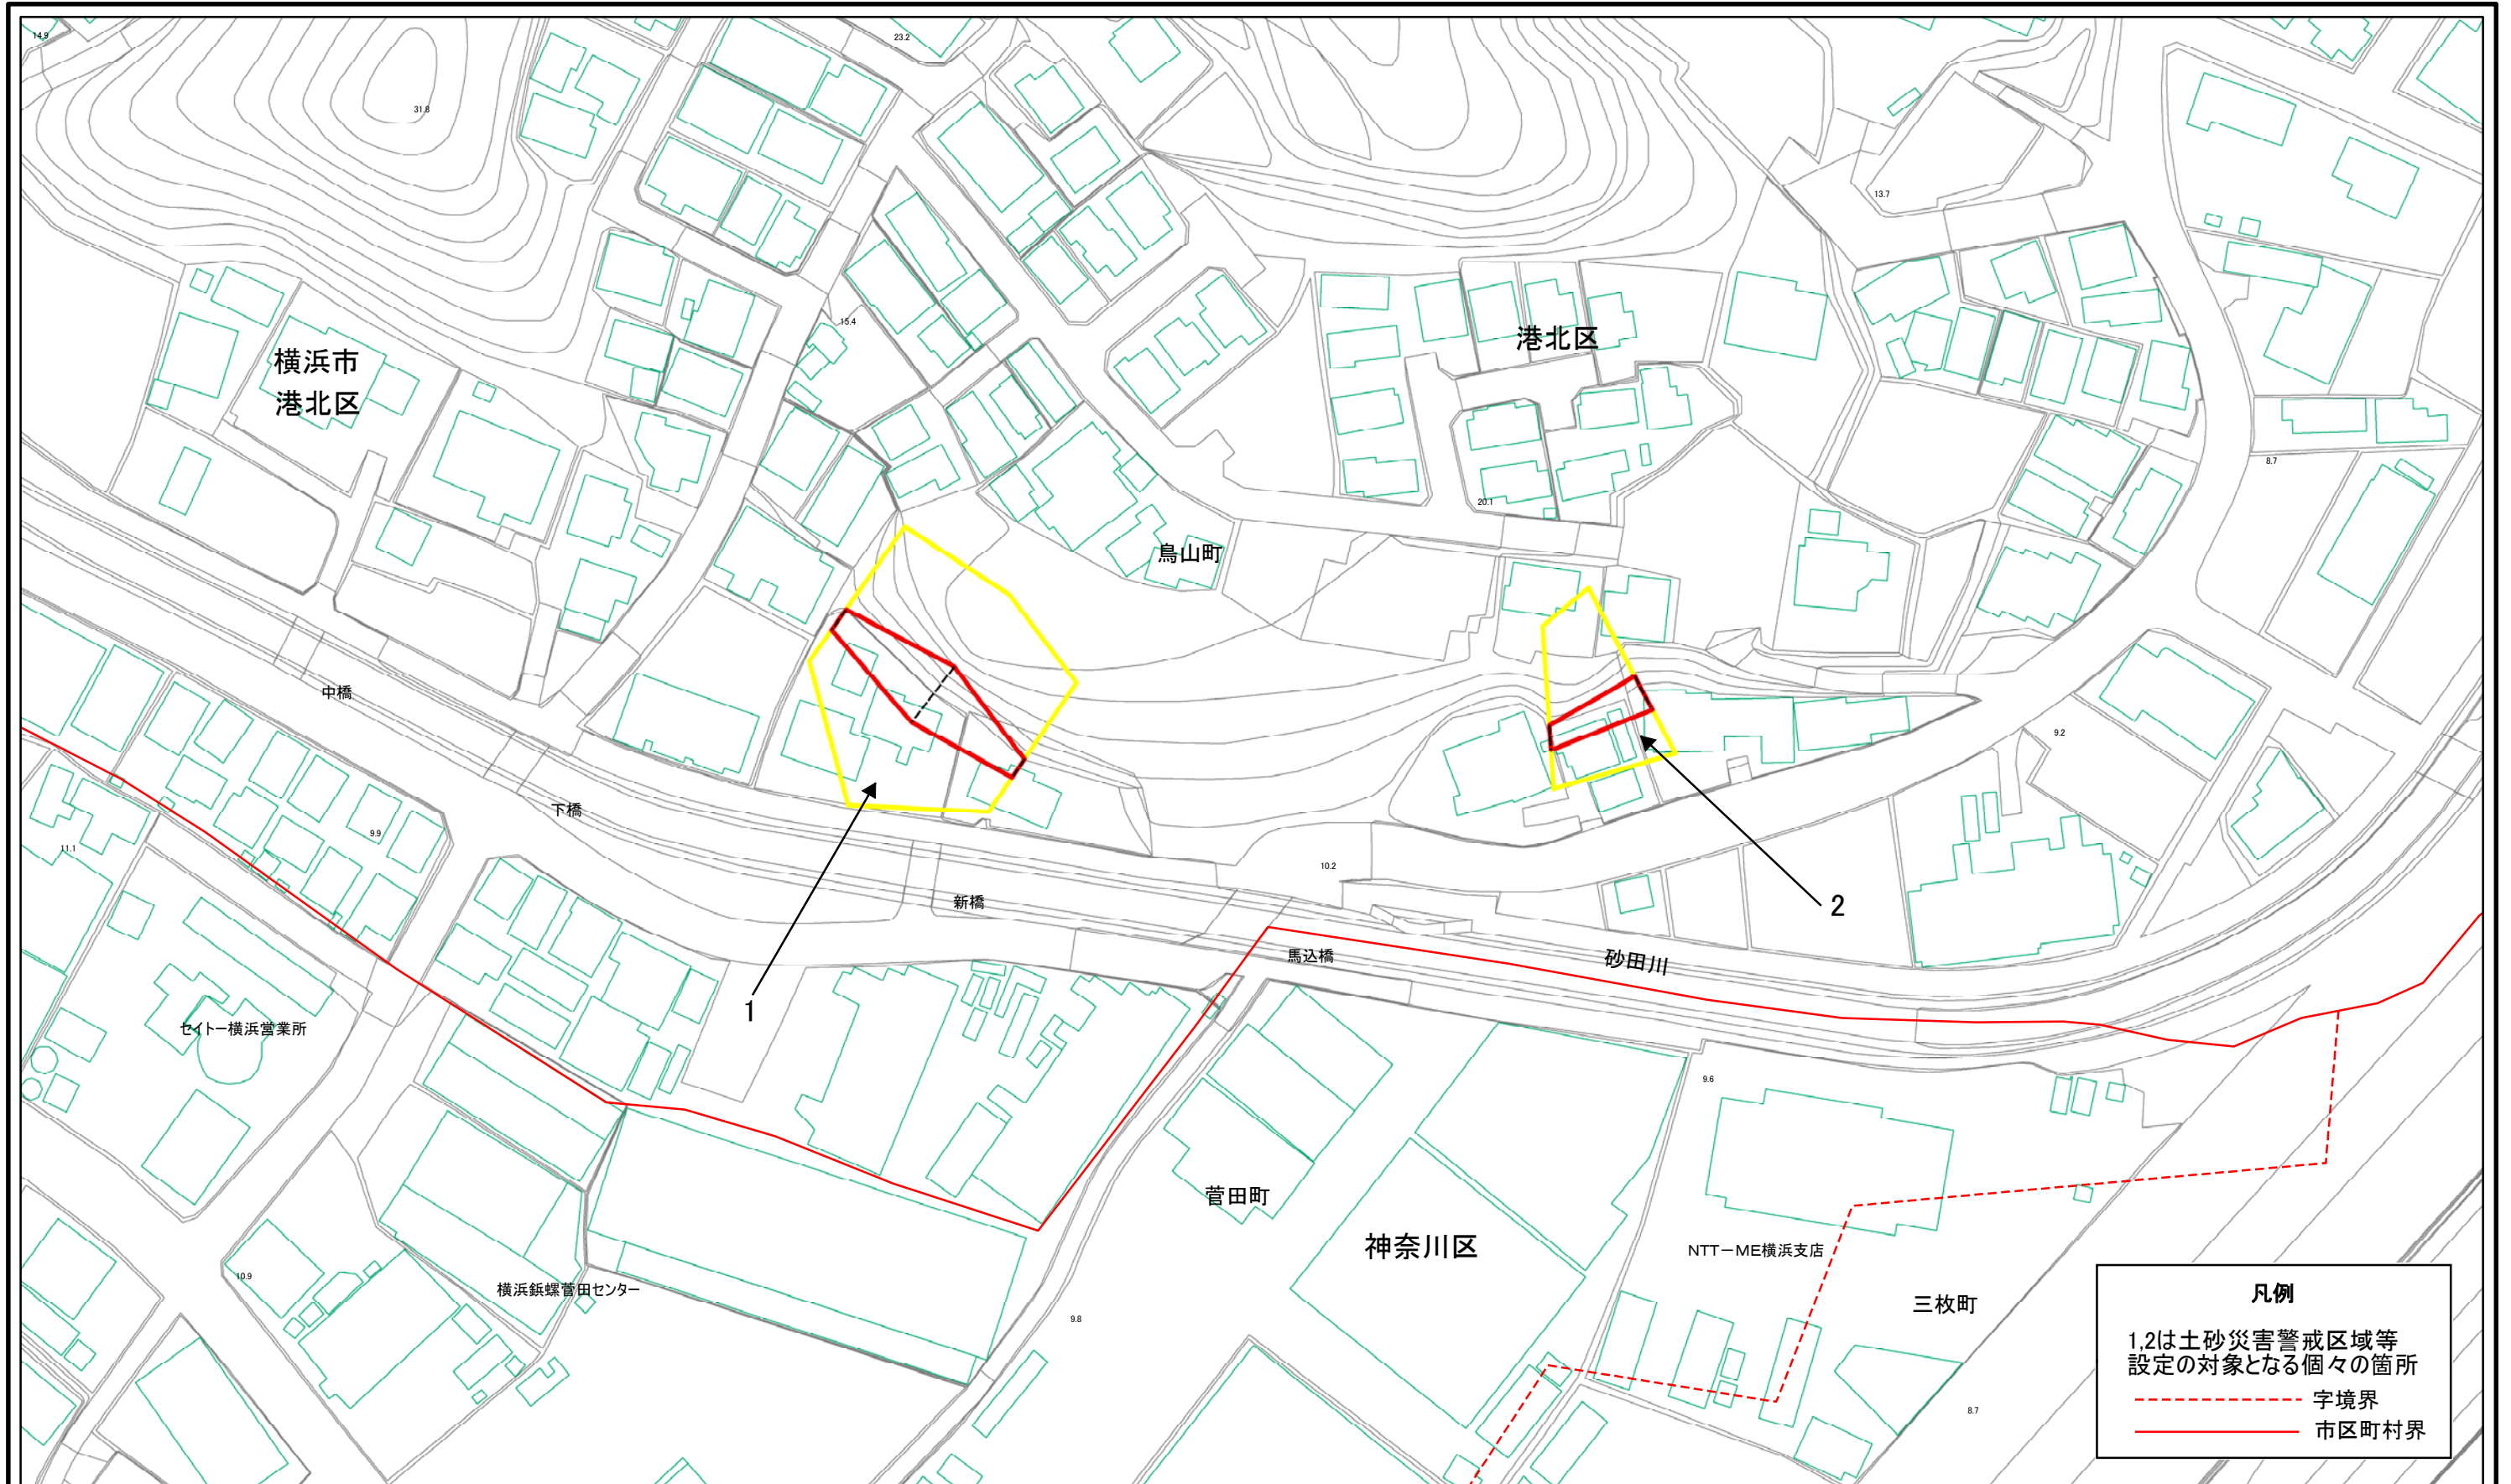 14.9
23.2
31.8
13.7
15.4
港北区
横浜市
港北区
8.7
20.1
鳥山町
中橋
9.2
下橋
9.9
11.1
10.2
新橋
2
馬込橋
砂田川
1
セイトー横浜営業所
9.6
菅田町
神奈川区
NTT－ME横浜支店
10.9
横浜鋲螺菅田センター
三枚町
9.8
8.7
凡例
1,2は土砂災害警戒区域等
設定の対象となる個々の箇所
字境界
市区町村界